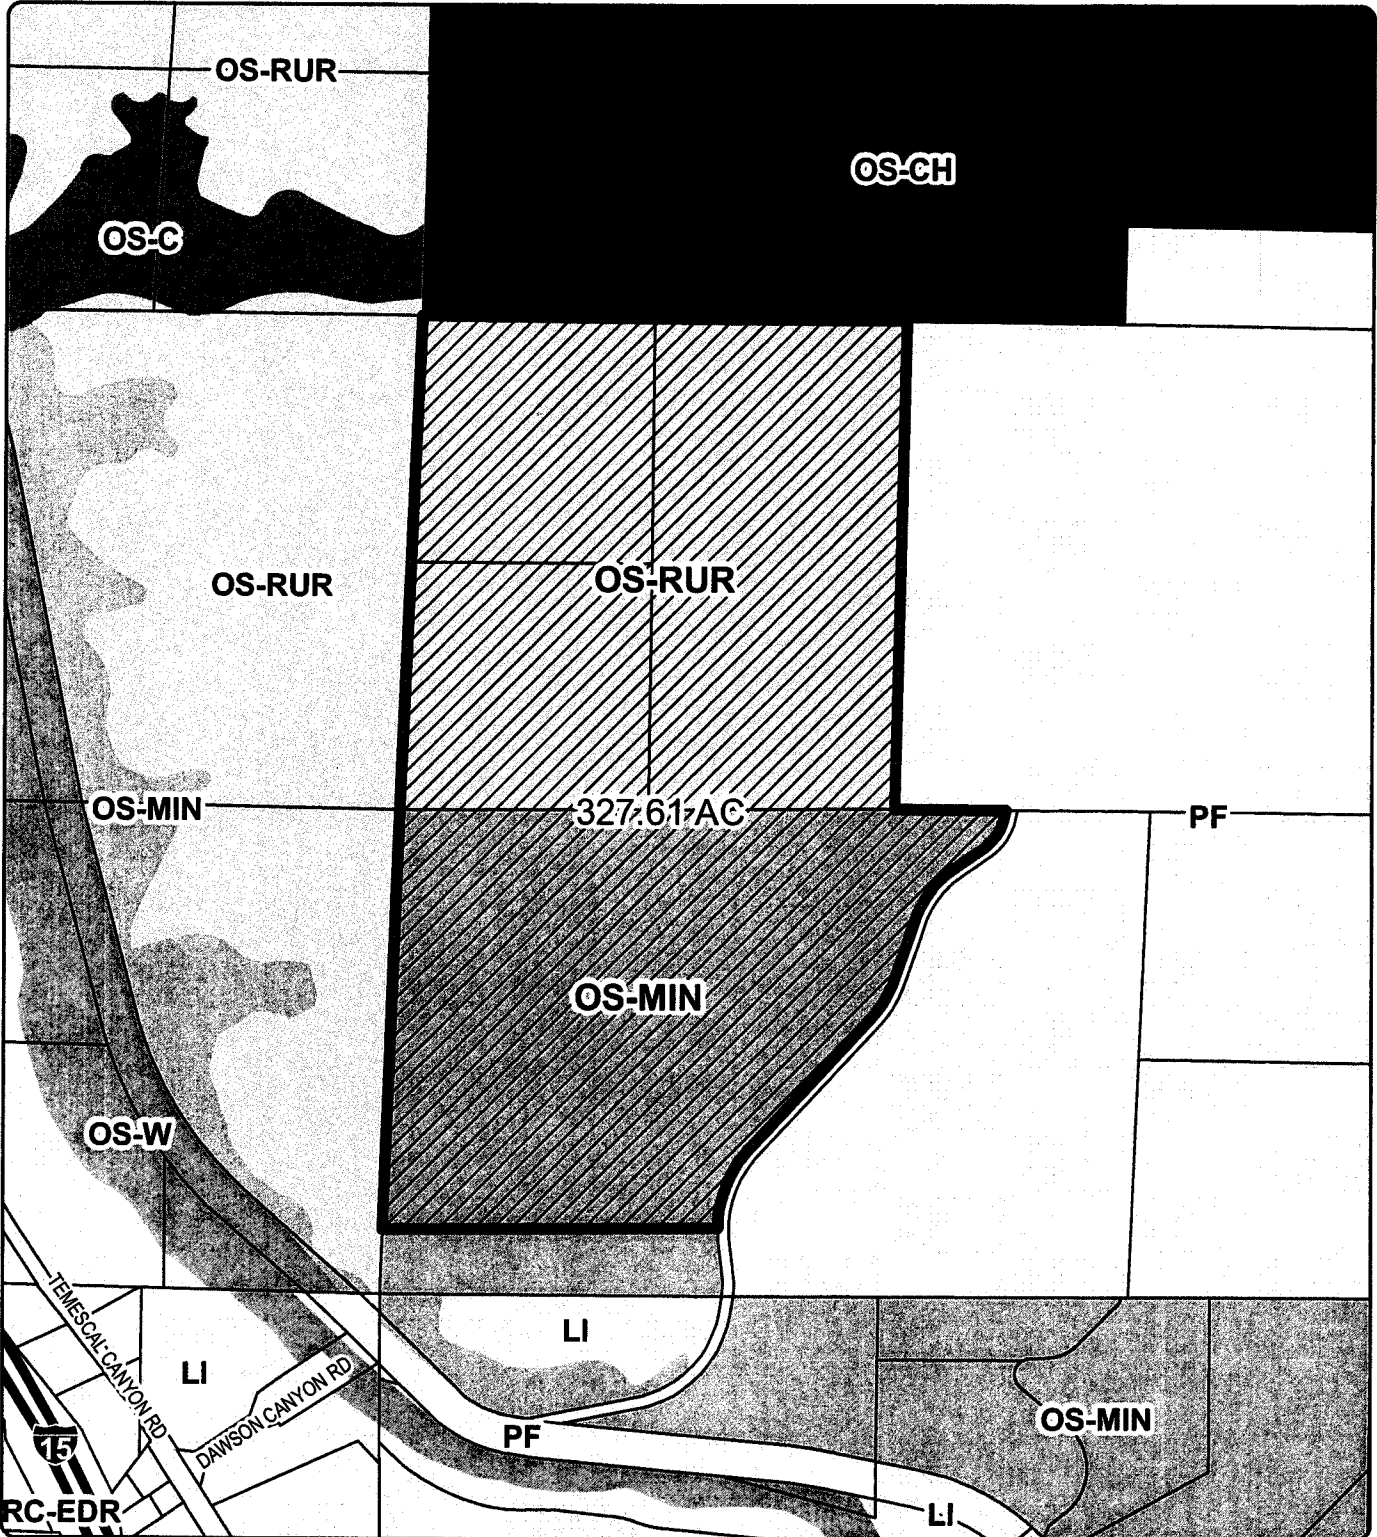 OS-RUR
OS-CH
OS-C
OS-RUR
OS-RUR
OS-MIN
327.61 AC
PF
OS-MIN
OS-W
TEMESCAL CANYON RD
LI
LI
DAWSON CANYON RD
15
PF
OS-MIN
RC-EDR
LI